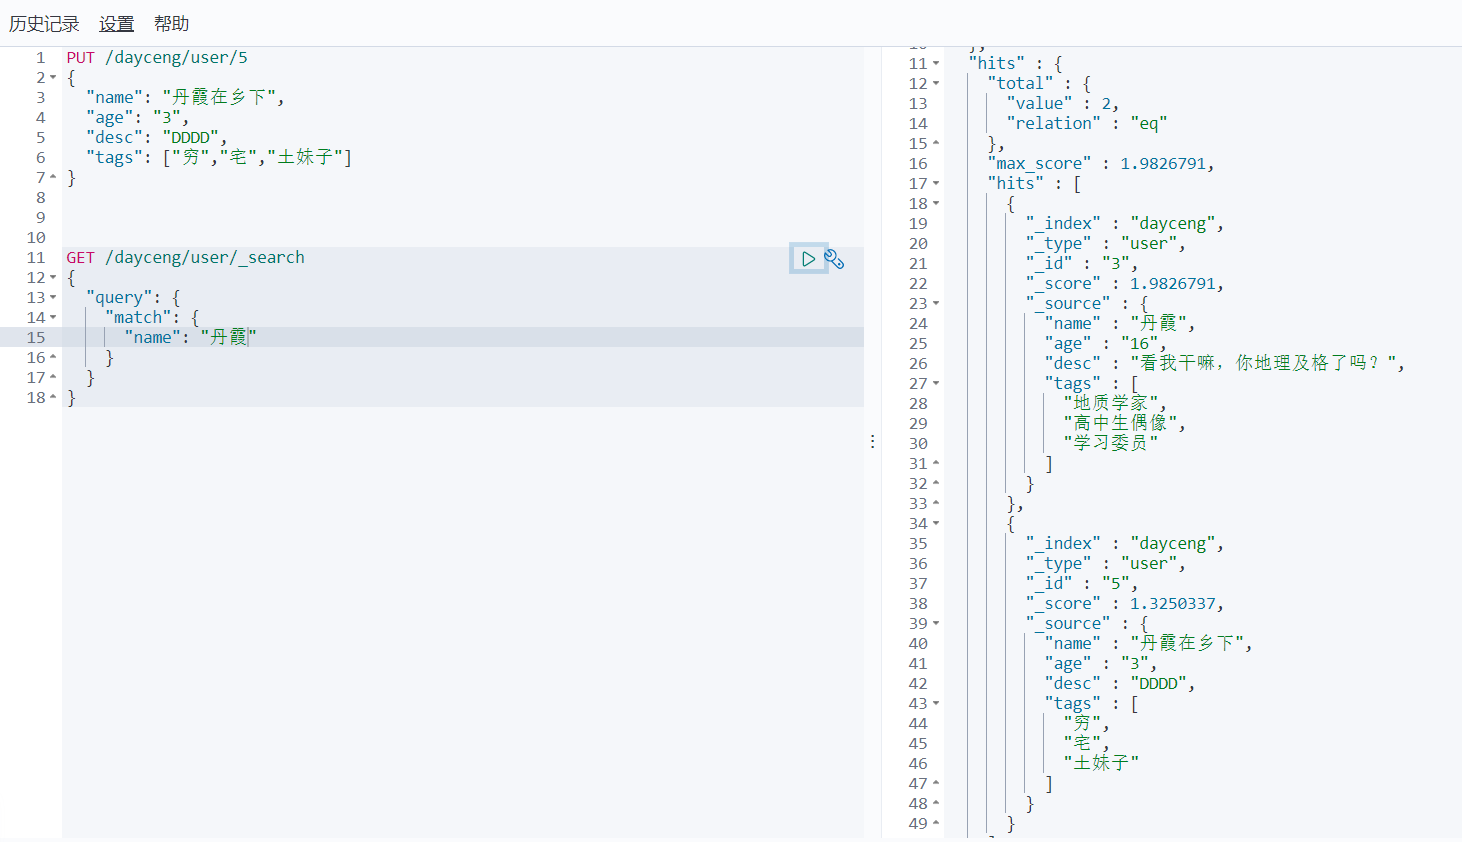 历史记录 设置 帮助
1 PUT /dayceng/user/5
2 {
3 "name": "丹霞在乡下",
4 "age": "3",
5 "desc": "DDDD",
6 "tags": ["穷","宅","土妹子"]
7 }
8
9
10
11 GET /dayceng/user/_search
12 {
13 "query": {
14 "match": {
15 "name": "丹霞"
16 }
17 }
18 }
11 "hits" : {
12 "total" : {
13 "value" : 2,
14 "relation" : "eq"
15 },
16 "max_score" : 1.9826791,
17 "hits" : [
18 {
19 "_index" : "dayceng",
20 "_type" : "user",
21 "_id" : "3",
22 "_score" : 1.9826791,
23 "_source" : {
24 "name" : "丹霞",
25 "age" : "16",
26 "desc" : "看我干嘛，你地理及格了吗？",
27 "tags" : [
28 "地质学家",
29 "高中生偶像",
30 "学习委员"
31 ]
32 }
33 },
34 {
35 "_index" : "dayceng",
36 "_type" : "user",
37 "_id" : "5",
38 "_score" : 1.3250337,
39 "_source" : {
40 "name" : "丹霞在乡下",
41 "age" : "3",
42 "desc" : "DDDD",
43 "tags" : [
44 "穷",
45 "宅",
46 "土妹子"
47 ]
48 }
49 }